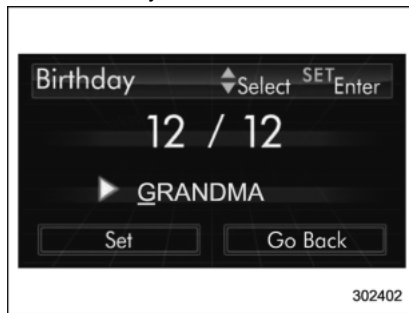 Birthday Select SET Enter
12 / 12
GRANDMA
Set Go Back
302402